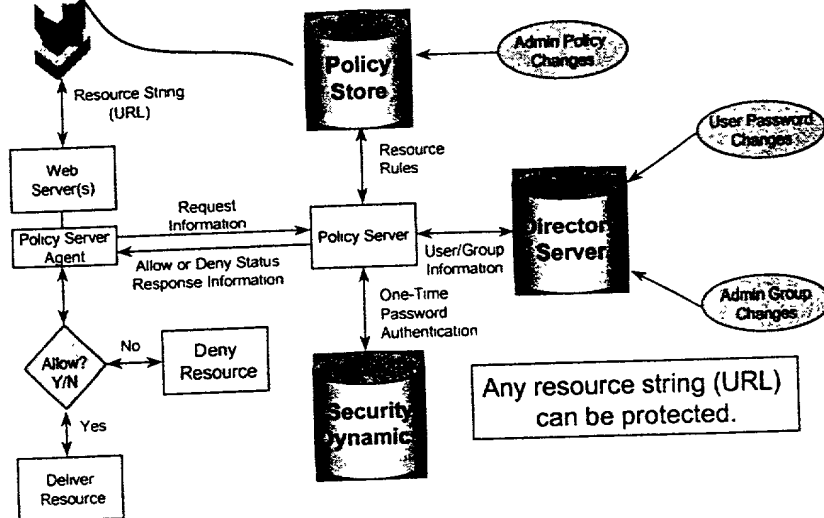 Admin Policy
Changes
Policy
Store
Resource String
(URL)
User Password
Changes
Resource
Rules
Web
Server(s)
Request
Information
Policy Server
Agent
Policy Server
Director
Server
User/Group
Information
Allow or Deny Status
Response Information
One-Time
Password
Authentication
Admin Group
Changes
Allow?
Y/N
No
Deny
Resource
Any resource string (URL)
can be protected.
Security
Dynamic
Yes
Deliver
Resource